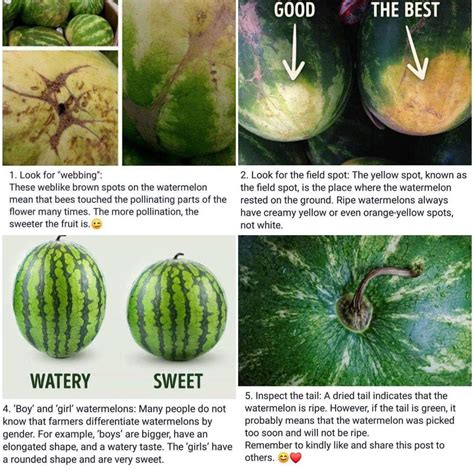 GOOD
THE BEST
1. Look for "webbing":
These weblike brown spots on the watermelon
mean that bees touched the pollinating parts of the
flower many times. The more pollination, the
sweeter the fruit is.😄
2. Look for the field spot: The yellow spot, known as
the field spot, is the place where the watermelon
rested on the ground. Ripe watermelons always
have creamy yellow or even orange-yellow spots,
not white.
WATERY
SWEET
4. ‘Boy’ and ‘girl’ watermelons: Many people do not
know that farmers differentiate watermelons by
gender. For example, ‘boys’ are bigger, have an
elongated shape, and a watery taste. The ‘girls’ have
a rounded shape and are very sweet.
5. Inspect the tail: A dried tail indicates that the
watermelon is ripe. However, if the tail is green, it
probably means that the watermelon was picked
too soon and will not be ripe.
Remember to kindly like and share this post to
others. 😄❤️